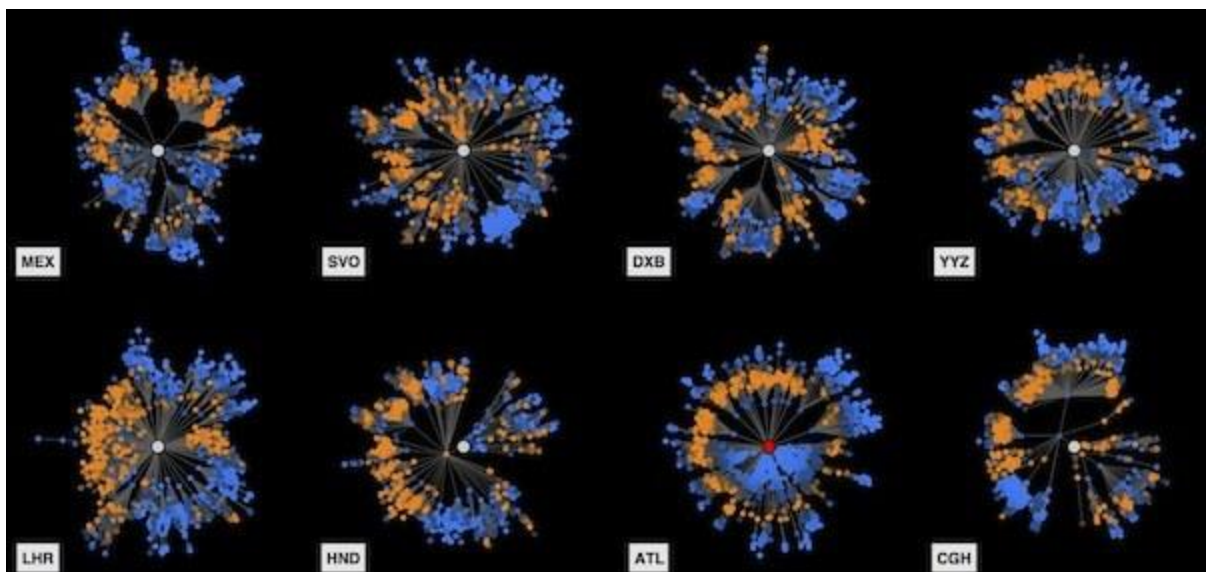 MEX
SVO
DXB
YYZ
LHR
HND
ATL
CGH